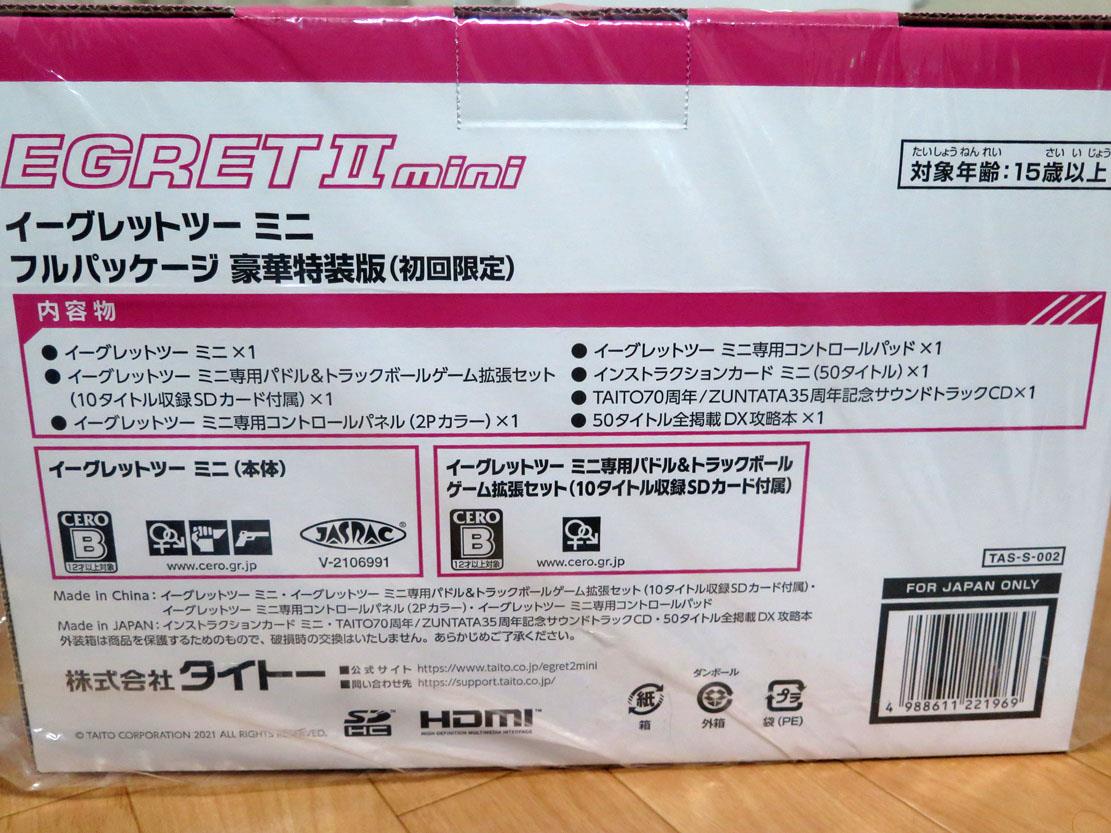 EGRET II mini
たいしょうねんれい さいいじょう
対象年齢:15歳以上
イーグレットツー ミニ
フルパッケージ 豪華特装版(初回限定)
内容物
● イーグレットツー ミニ×1
● イーグレットツー ミニ専用パドル&トラックボールゲーム拡張セット
(10タイトル収録SDカード付属)×1
● イーグレットツー ミニ専用コントロールパネル(2Pカラー)×1
● イーグレットツー ミニ専用コントロールパッド×1
● インストラクションカード ミニ(50タイトル)×1
● TAITO70周年/ZUNTATA35周年記念サウンドトラックCD×1
● 50タイトル全掲載DX攻略本×1
イーグレットツー ミニ(本体)
CERO
B
12才以上対象
www.cero.gr.jp
JASRAC®
V-2106991
イーグレットツー ミニ専用パドル&トラックボール
ゲーム拡張セット(10タイトル収録SDカード付属)
CERO
B
12才以上対象
www.cero.gr.jp
TAS-S-002
FOR JAPAN ONLY
4 988611 221969
Made in China:イーグレットツー ミニ・イーグレットツー ミニ専用パドル&トラックボールゲーム拡張セット(10タイトル収録SDカード付属)・
イーグレットツー ミニ専用コントロールパネル(2Pカラー)・イーグレットツー ミニ専用コントロールパッド
Made in JAPAN:インストラクションカード ミニ・TAITO70周年/ZUNTATA35周年記念サウンドトラックCD・50タイトル全掲載DX攻略本
外装箱は商品を保護するためのもので、破損時の交換はいたしません。あらかじめご了承ください。
株式会社タイトー
■公式サイト https://www.taito.co.jp/egret2mini
■問い合わせ先 https://support.taito.co.jp/
SD HC™
HDMI™
HIGH-DEFINITION MULTIMEDIA INTERFACE
紙
箱
ダンボール
外箱
プラ
袋(PE)
© TAITO CORPORATION 2021 ALL RIGHTS RESERVED.